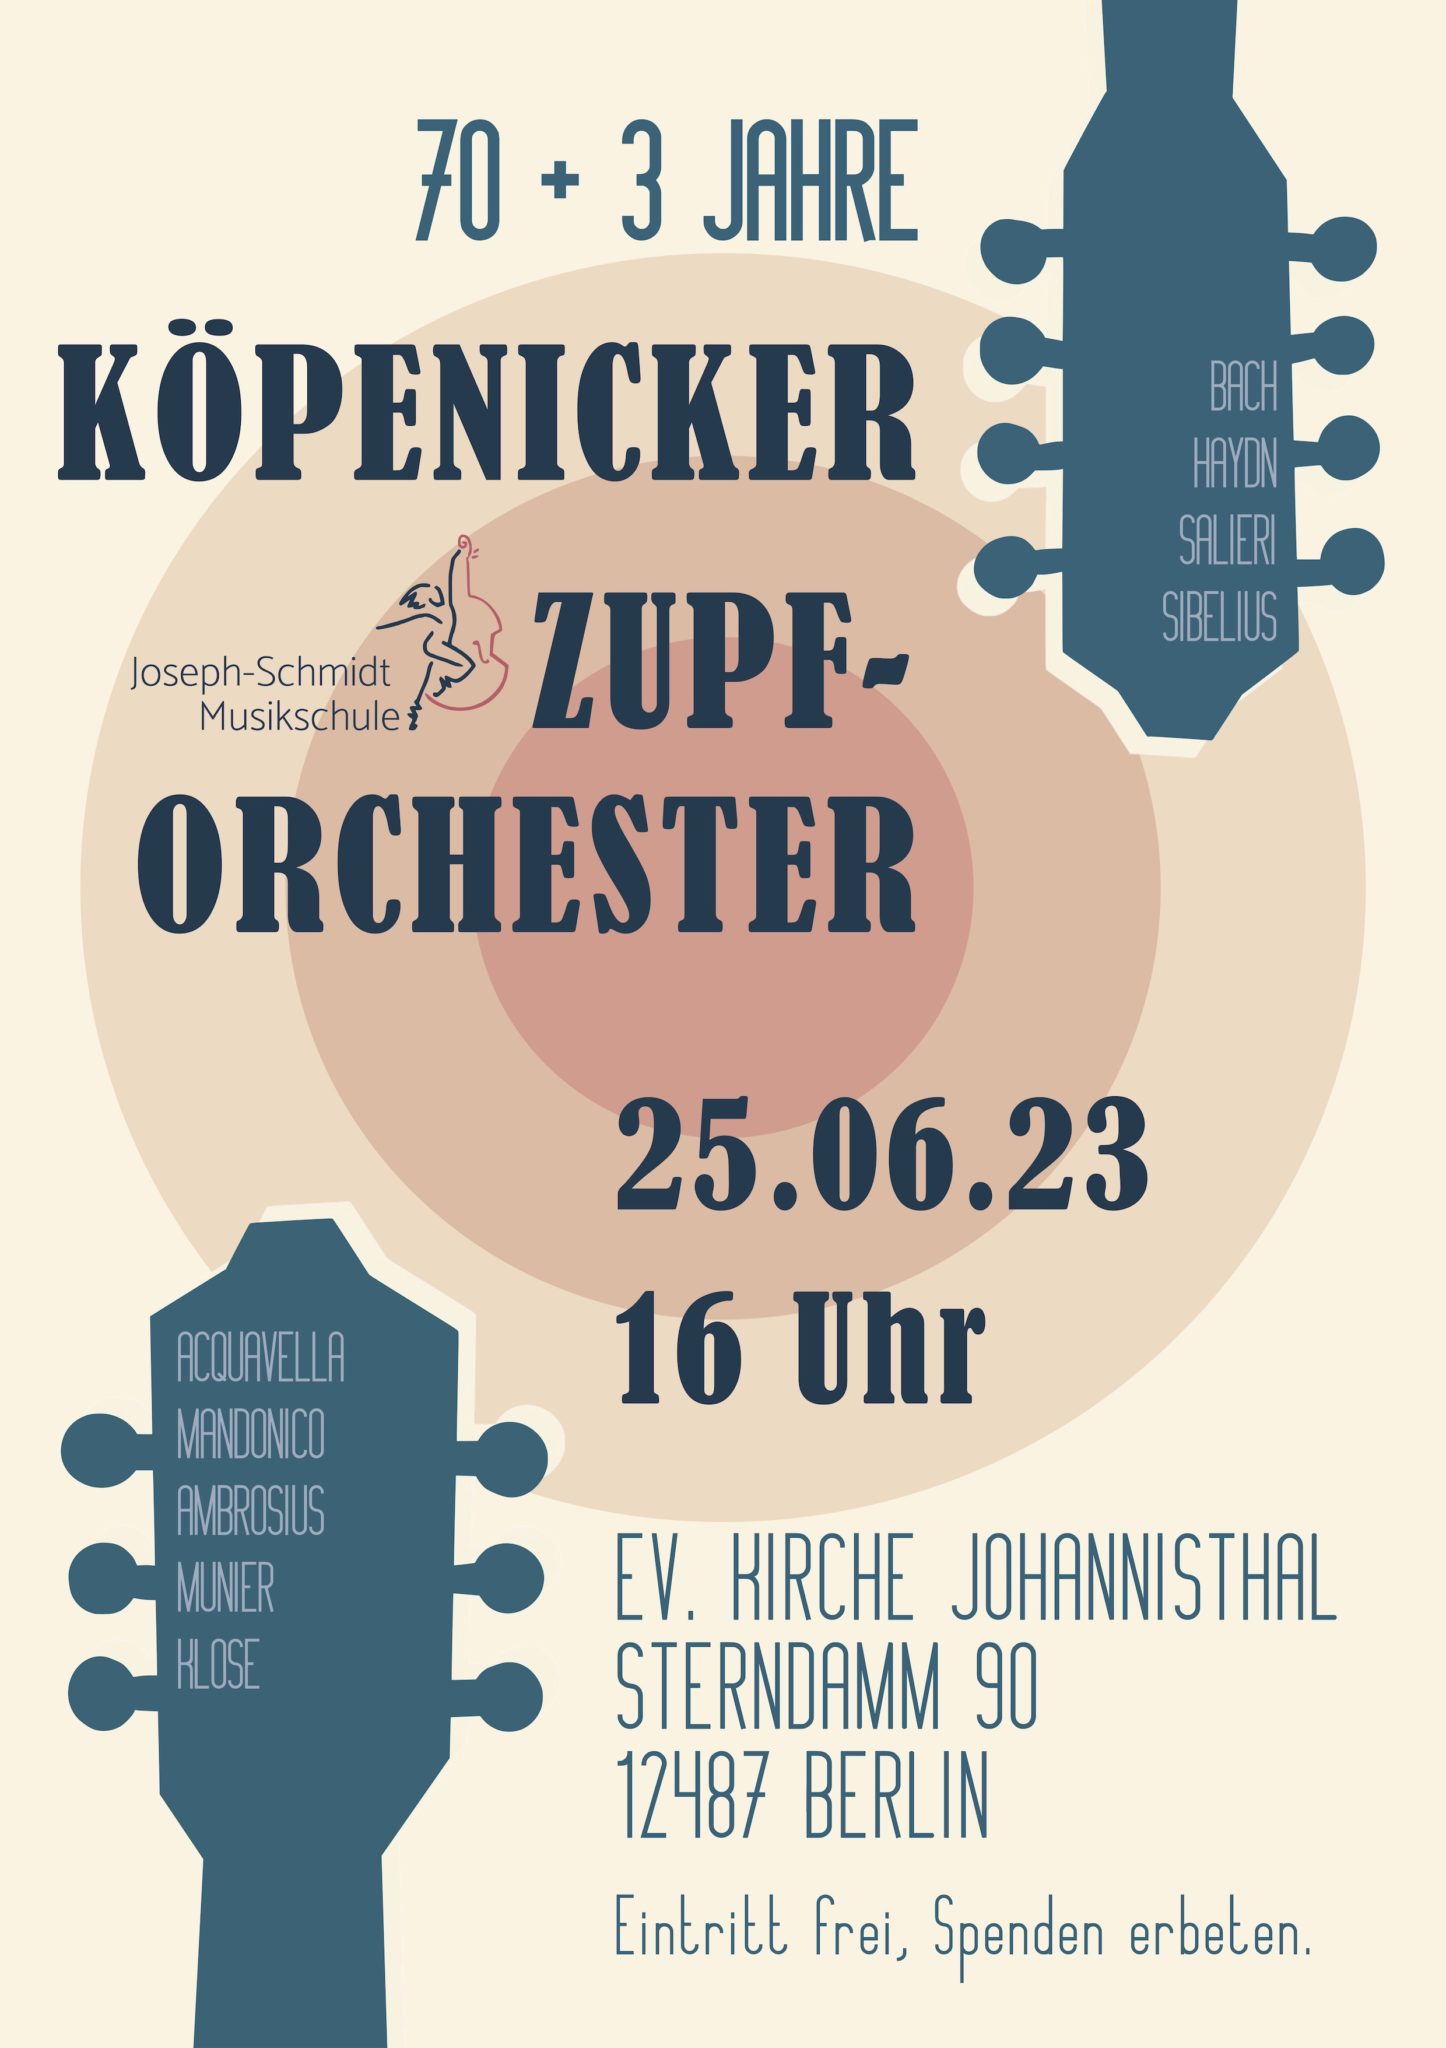 70 + 3 JAHRE
KÖPENICKER
ZUPF-
ORCHESTER
Joseph-Schmidt
Musikschule
BACH
HAYDN
SALIERI
SIBELIUS
25.06.23
16 Uhr
ACQUAVELLA
MANDONICO
AMBROSIUS
MUNIER
KLOSE
EV. KIRCHE JOHANNISTHAL
STERNDAMM 90
12487 BERLIN
Eintritt frei, Spenden erbeten.